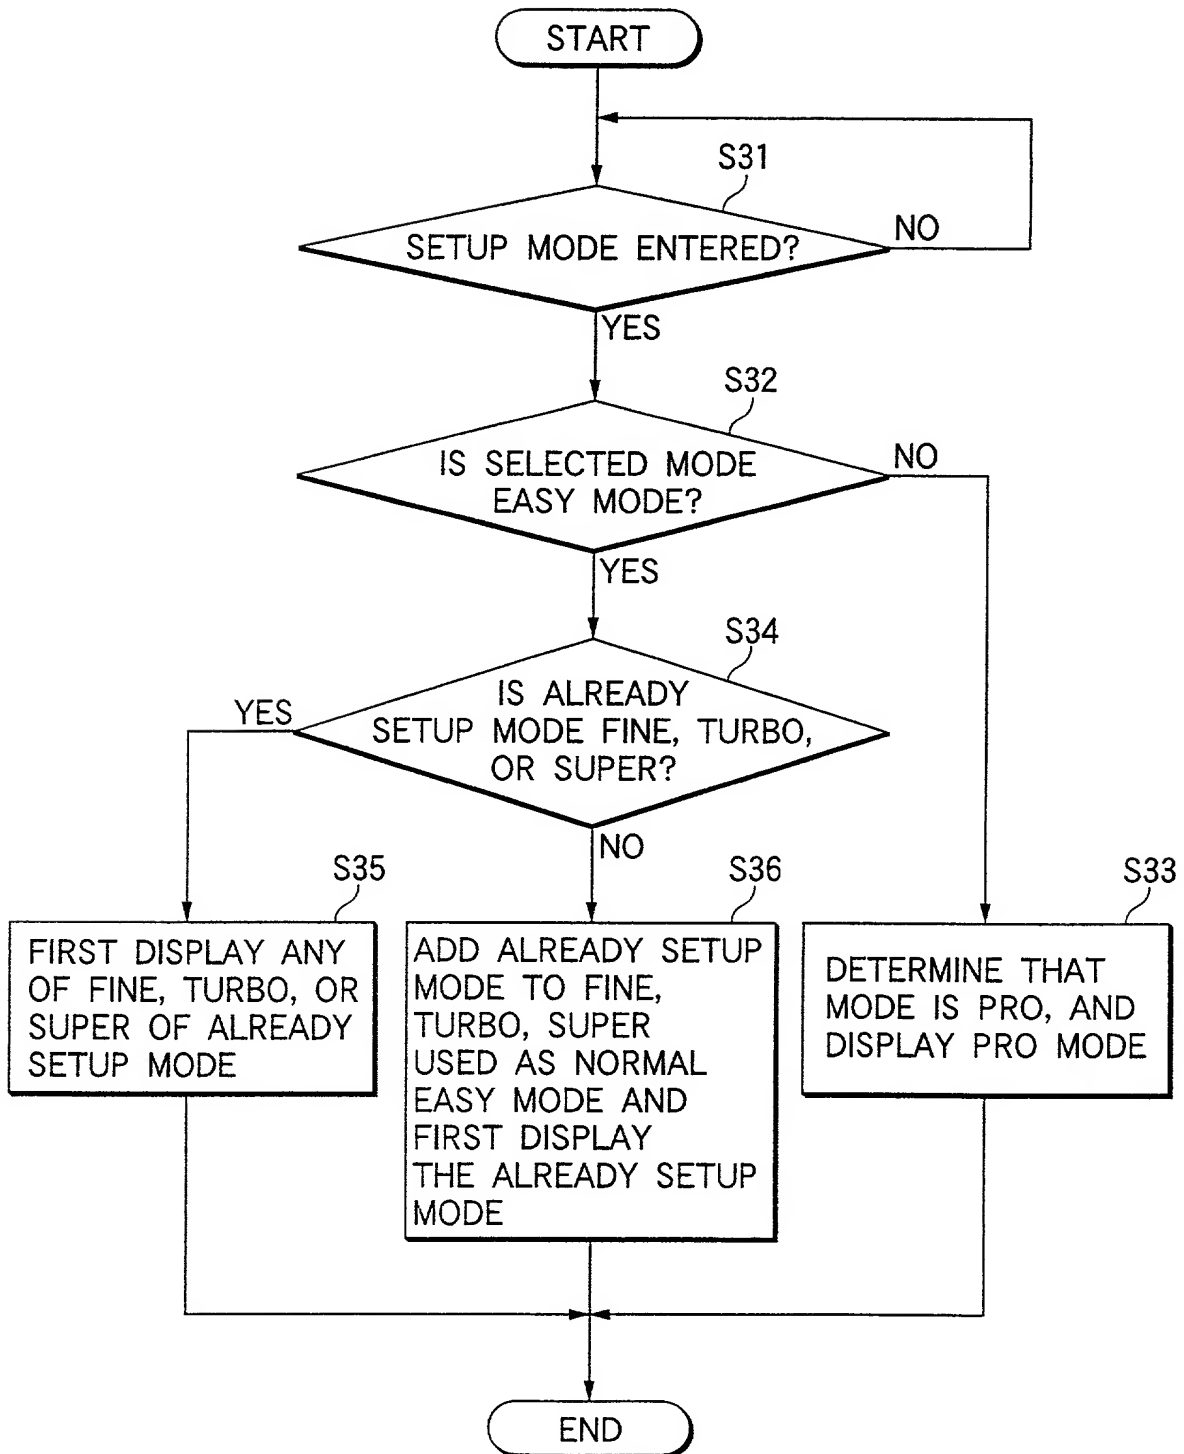 START
S31
SETUP MODE ENTERED?
NO
YES
S32
IS SELECTED MODE
EASY MODE?
NO
YES
S34
IS ALREADY
SETUP MODE FINE, TURBO,
OR SUPER?
YES
NO
S35
FIRST DISPLAY ANY
OF FINE, TURBO, OR
SUPER OF ALREADY
SETUP MODE
S36
ADD ALREADY SETUP
MODE TO FINE,
TURBO, SUPER
USED AS NORMAL
EASY MODE AND
FIRST DISPLAY
THE ALREADY SETUP
MODE
S33
DETERMINE THAT
MODE IS PRO, AND
DISPLAY PRO MODE
END